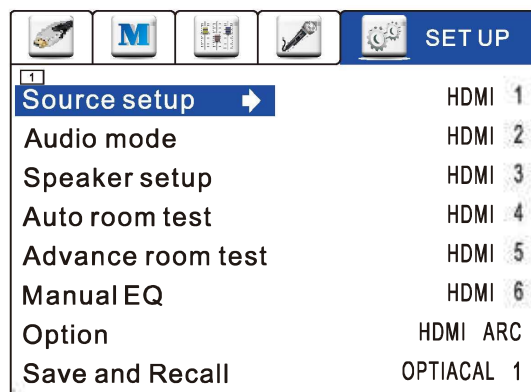 M
SET UP
1
Source setup HDMI 1
Audio mode HDMI 2
Speaker setup HDMI 3
Auto room test HDMI 4
Advance room test HDMI 5
Manual EQ HDMI 6
Option HDMI ARC
Save and Recall OPTIACAL 1